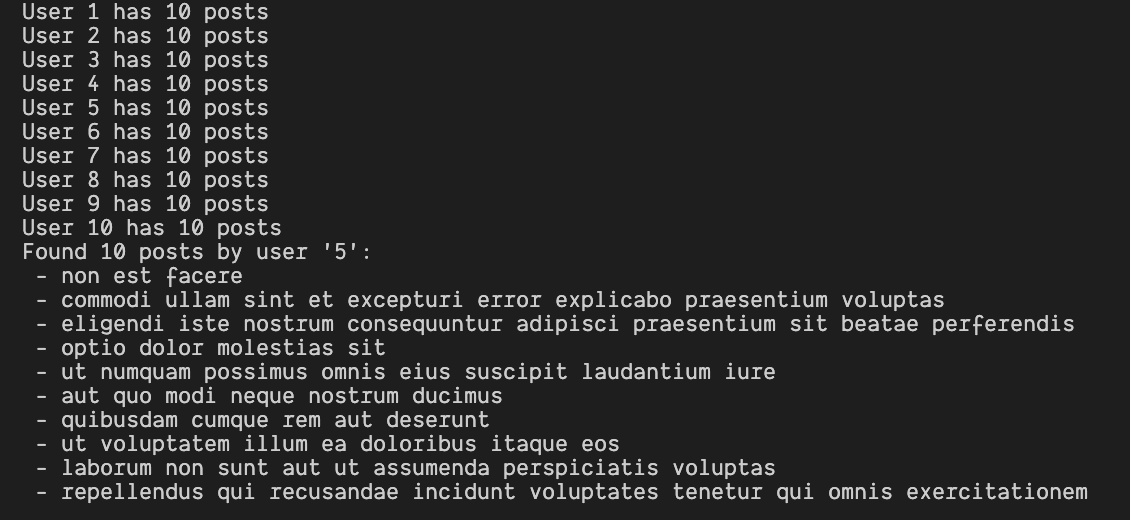 User 1 has 10 posts
User 2 has 10 posts
User 3 has 10 posts
User 4 has 10 posts
User 5 has 10 posts
User 6 has 10 posts
User 7 has 10 posts
User 8 has 10 posts
User 9 has 10 posts
User 10 has 10 posts
Found 10 posts by user '5':
 - non est facere
 - commodi ullam sint et excepturi error explicabo praesentium voluptas
 - eligendi iste nostrum consequuntur adipisci praesentium sit beatae perferendis
 - optio dolor molestias sit
 - ut numquam possimus omnis eius suscipit laudantium iure
 - aut quo modi neque nostrum ducimus
 - quibusdam cumque rem aut deserunt
 - ut voluptatem illum ea doloribus itaque eos
 - laborum non sunt aut ut assumenda perspiciatis voluptas
 - repellendus qui recusandae incidunt voluptates tenetur qui omnis exercitationem